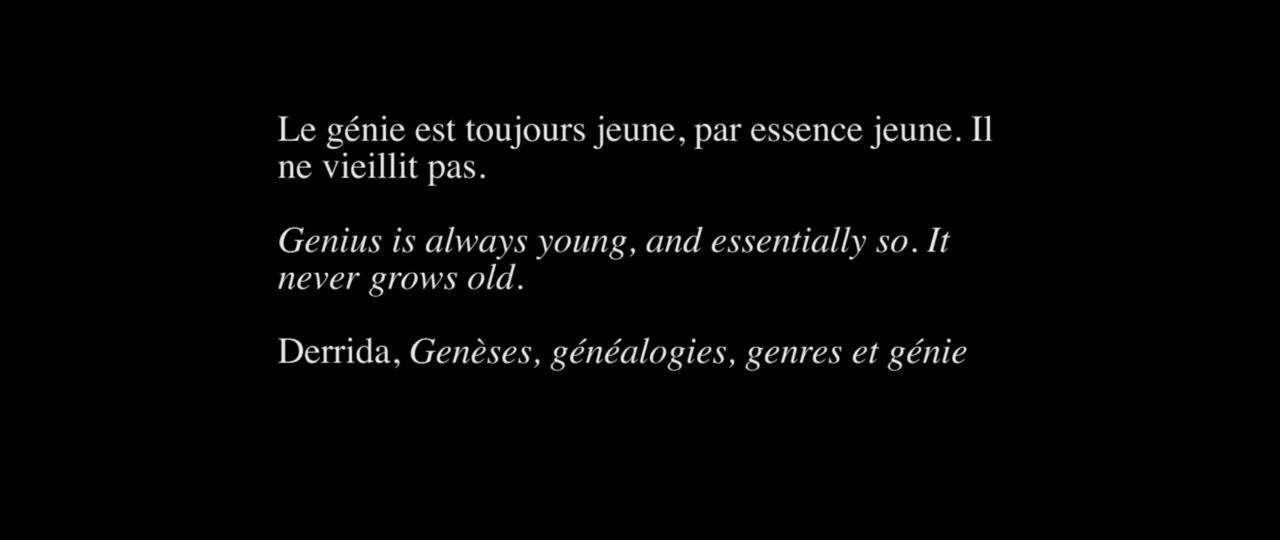 Le génie est toujours jeune, par essence jeune. Il
ne vieillit pas.
Genius is always young, and essentially so. It
never grows old.
Derrida, Genèses, généalogies, genres et génie